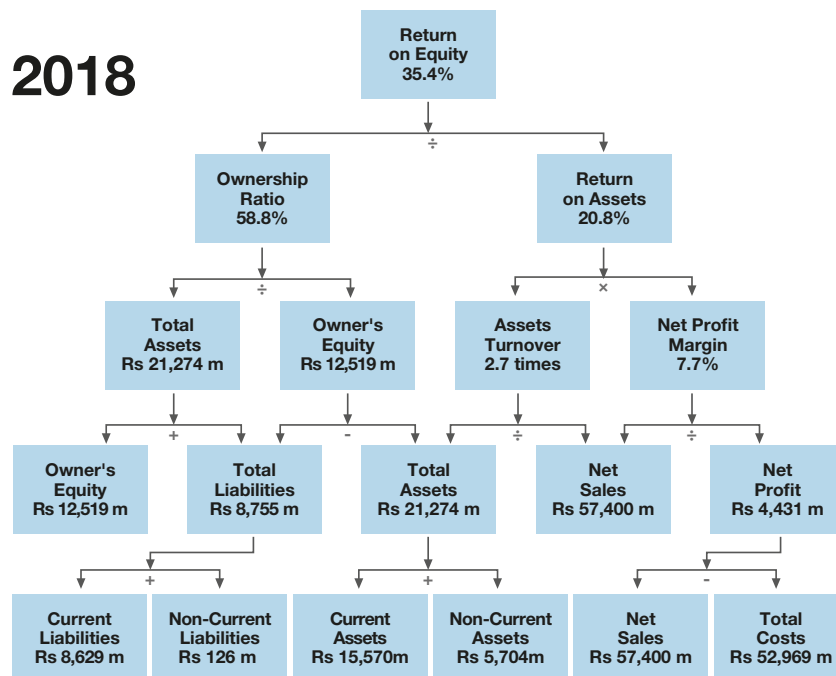 2018
Return
on Equity
35.4%
÷
Ownership
Ratio
58.8%
Return
on Assets
20.8%
÷
×
Total
Assets
Rs 21,274 m
Owner's
Equity
Rs 12,519 m
Assets
Turnover
2.7 times
Net Profit
Margin
7.7%
+
-
÷
÷
Owner's
Equity
Rs 12,519 m
Total
Liabilities
Rs 8,755 m
Total
Assets
Rs 21,274 m
Net
Sales
Rs 57,400 m
Net
Profit
Rs 4,431 m
+
+
-
Current
Liabilities
Rs 8,629 m
Non-Current
Liabilities
Rs 126 m
Current
Assets
Rs 15,570m
Non-Current
Assets
Rs 5,704m
Net
Sales
Rs 57,400 m
Total
Costs
Rs 52,969 m